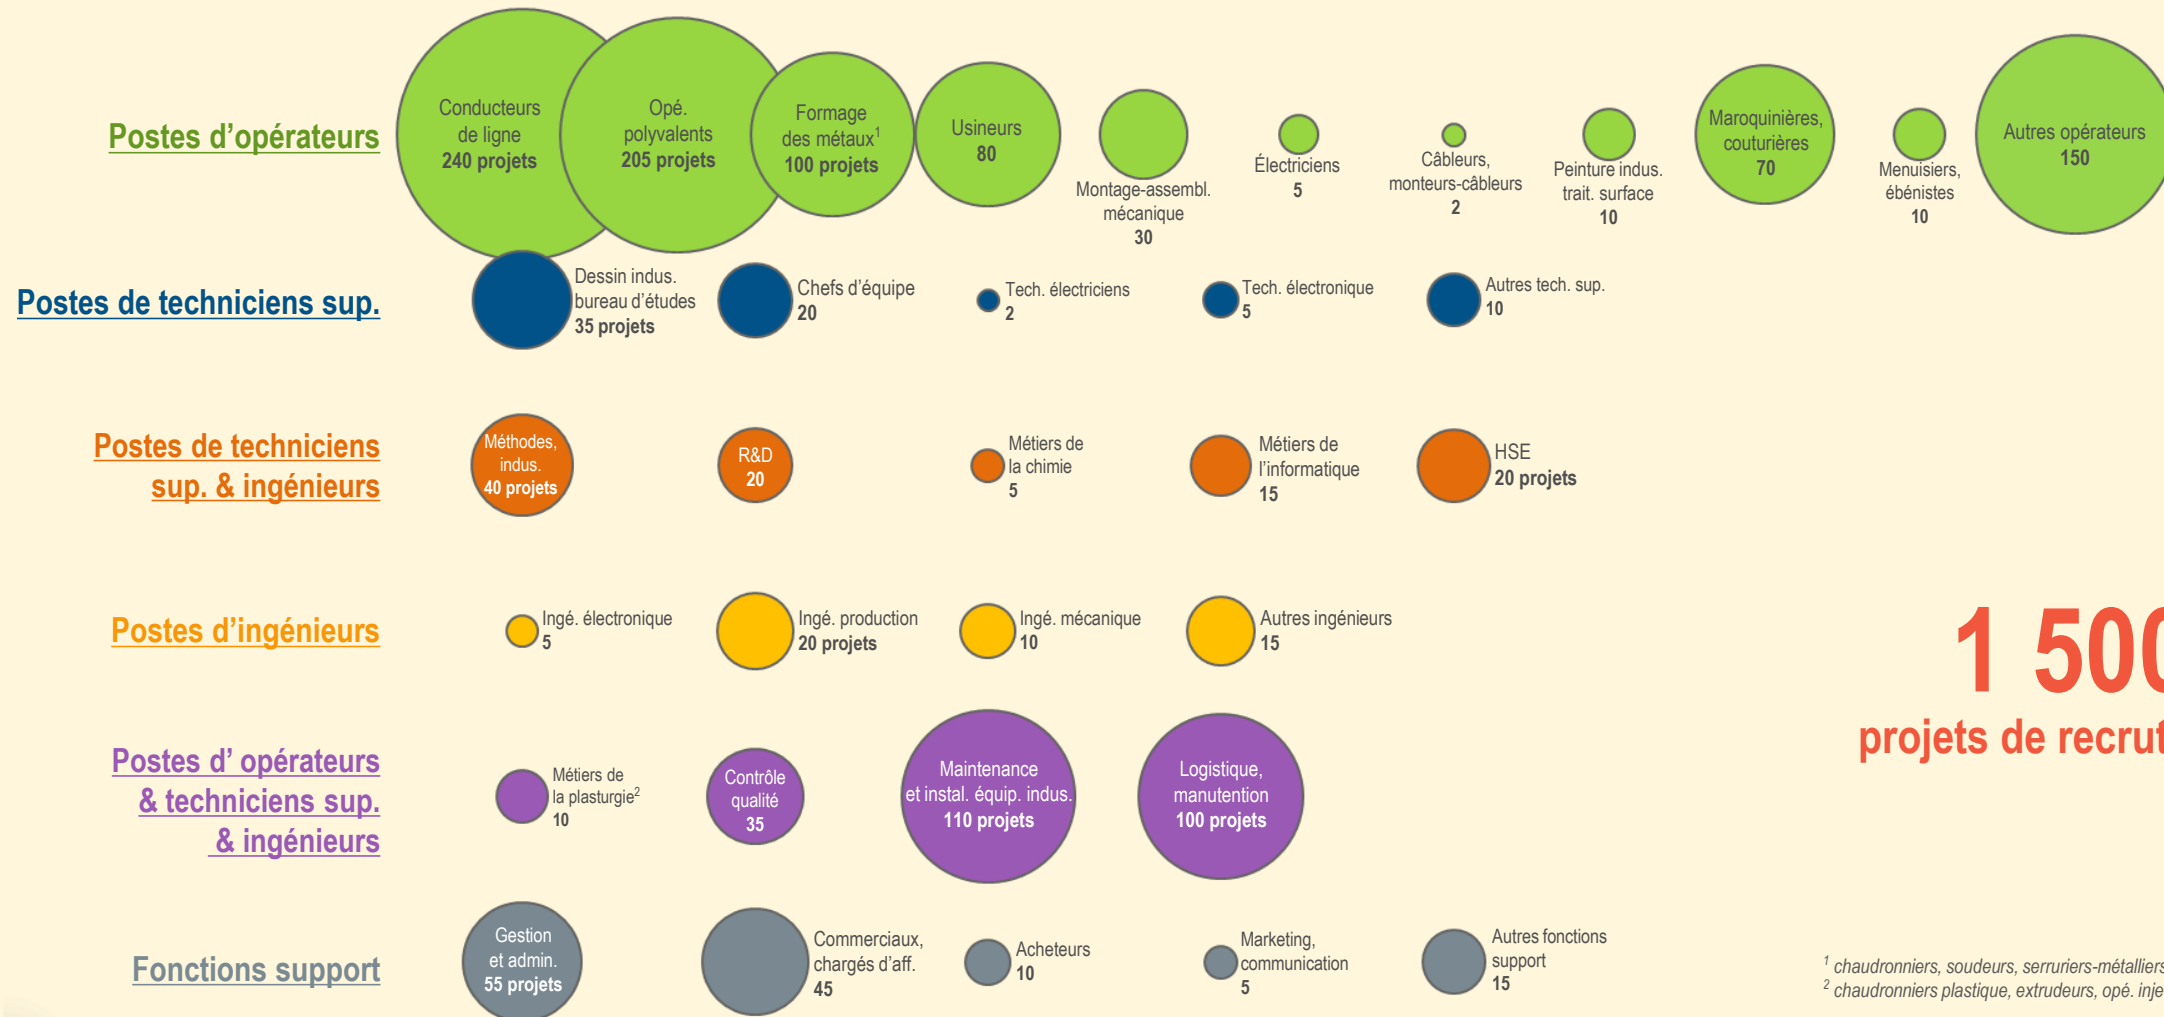 Postes d'opérateurs
Conducteurs
de ligne
240 projets
Opé.
polyvalents
205 projets
Formage
des métaux1
100 projets
Usineurs
80
Montage-assembl.
mécanique
30
Électriciens
5
Câbleurs,
monteurs-câbleurs
2
Peinture indus.
trait. surface
10
Maroquinières,
couturières
70
Menuisiers,
ébénistes
10
Autres opérateurs
150
Postes de techniciens sup.
Dessin indus.
bureau d'études
35 projets
Chefs d'équipe
20
Tech. électriciens
2
Tech. électronique
5
Autres tech. sup.
10
Postes de techniciens
sup. & ingénieurs
Méthodes,
indus.
40 projets
R&D
20
Métiers de
la chimie
5
Métiers de
l'informatique
15
HSE
20 projets
Postes d'ingénieurs
Ingé. électronique
5
Ingé. production
20 projets
Ingé. mécanique
10
Autres ingénieurs
15
1 500
projets de recrut
Postes d' opérateurs
& techniciens sup.
& ingénieurs
Métiers de
la plasturgie2
10
Contrôle
qualité
35
Maintenance
et instal. équip. indus.
110 projets
Logistique,
manutention
100 projets
Fonctions support
Gestion
et admin.
55 projets
Commerciaux,
chargés d'aff.
45
Acheteurs
10
Marketing,
communication
5
Autres fonctions
support
15
1 chaudronniers, soudeurs, serruriers-métalliers
2 chaudronniers plastique, extrudeurs, opé. inje